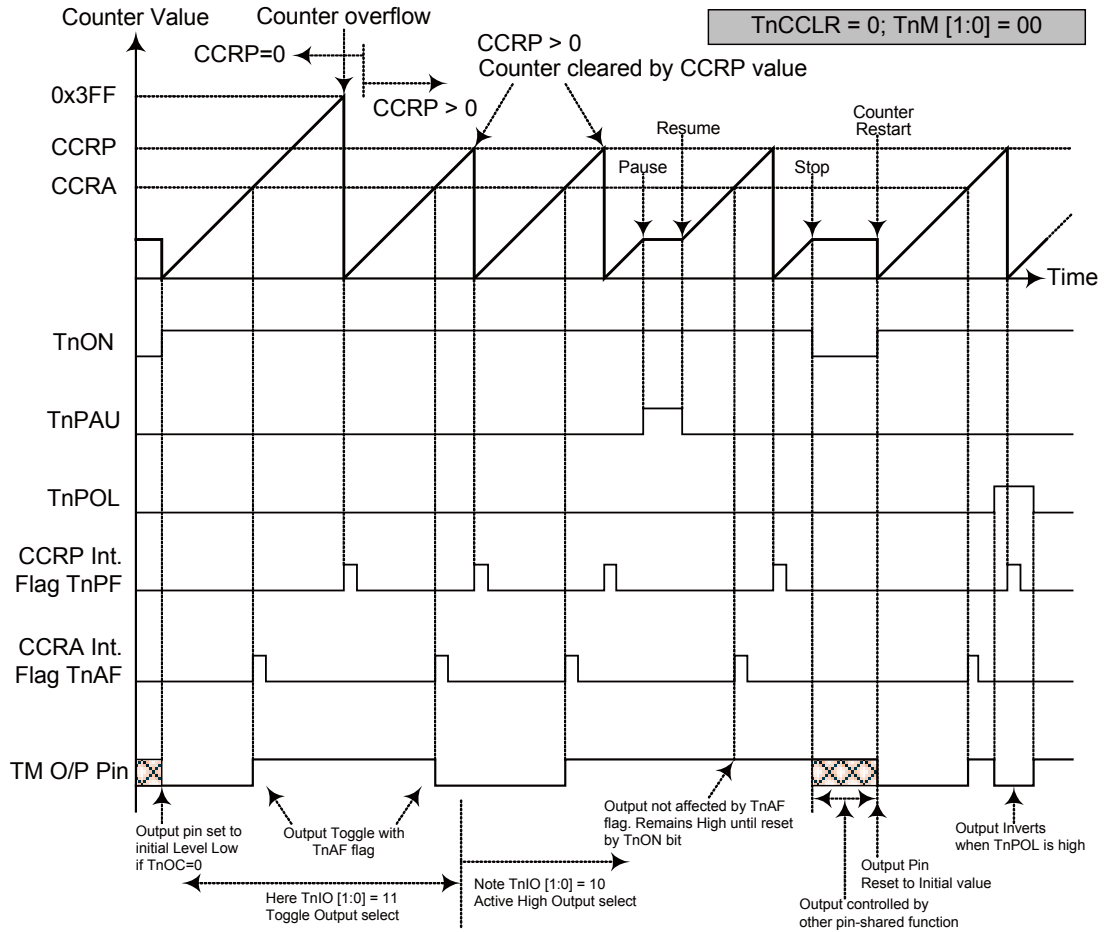 Counter Value
Counter overflow
TnCCLR = 0; TnM [1:0] = 00
CCRP=0
CCRP > 0
CCRP > 0
Counter cleared by CCRP value
0x3FF
CCRP
CCRA
Pause
Resume
Stop
Counter
Restart
Time
TnON
TnPAU
TnPOL
CCRP Int.
Flag TnPF
CCRA Int.
Flag TnAF
TM O/P Pin
Output pin set to
initial Level Low
if TnOC=0
Output Toggle with
TnAF flag
Here TnIO [1:0] = 11
Toggle Output select
Note TnIO [1:0] = 10
Active High Output select
Output not affected by TnAF
flag. Remains High until reset
by TnON bit
Output controlled by
other pin-shared function
Output Pin
Reset to Initial value
Output Inverts
when TnPOL is high